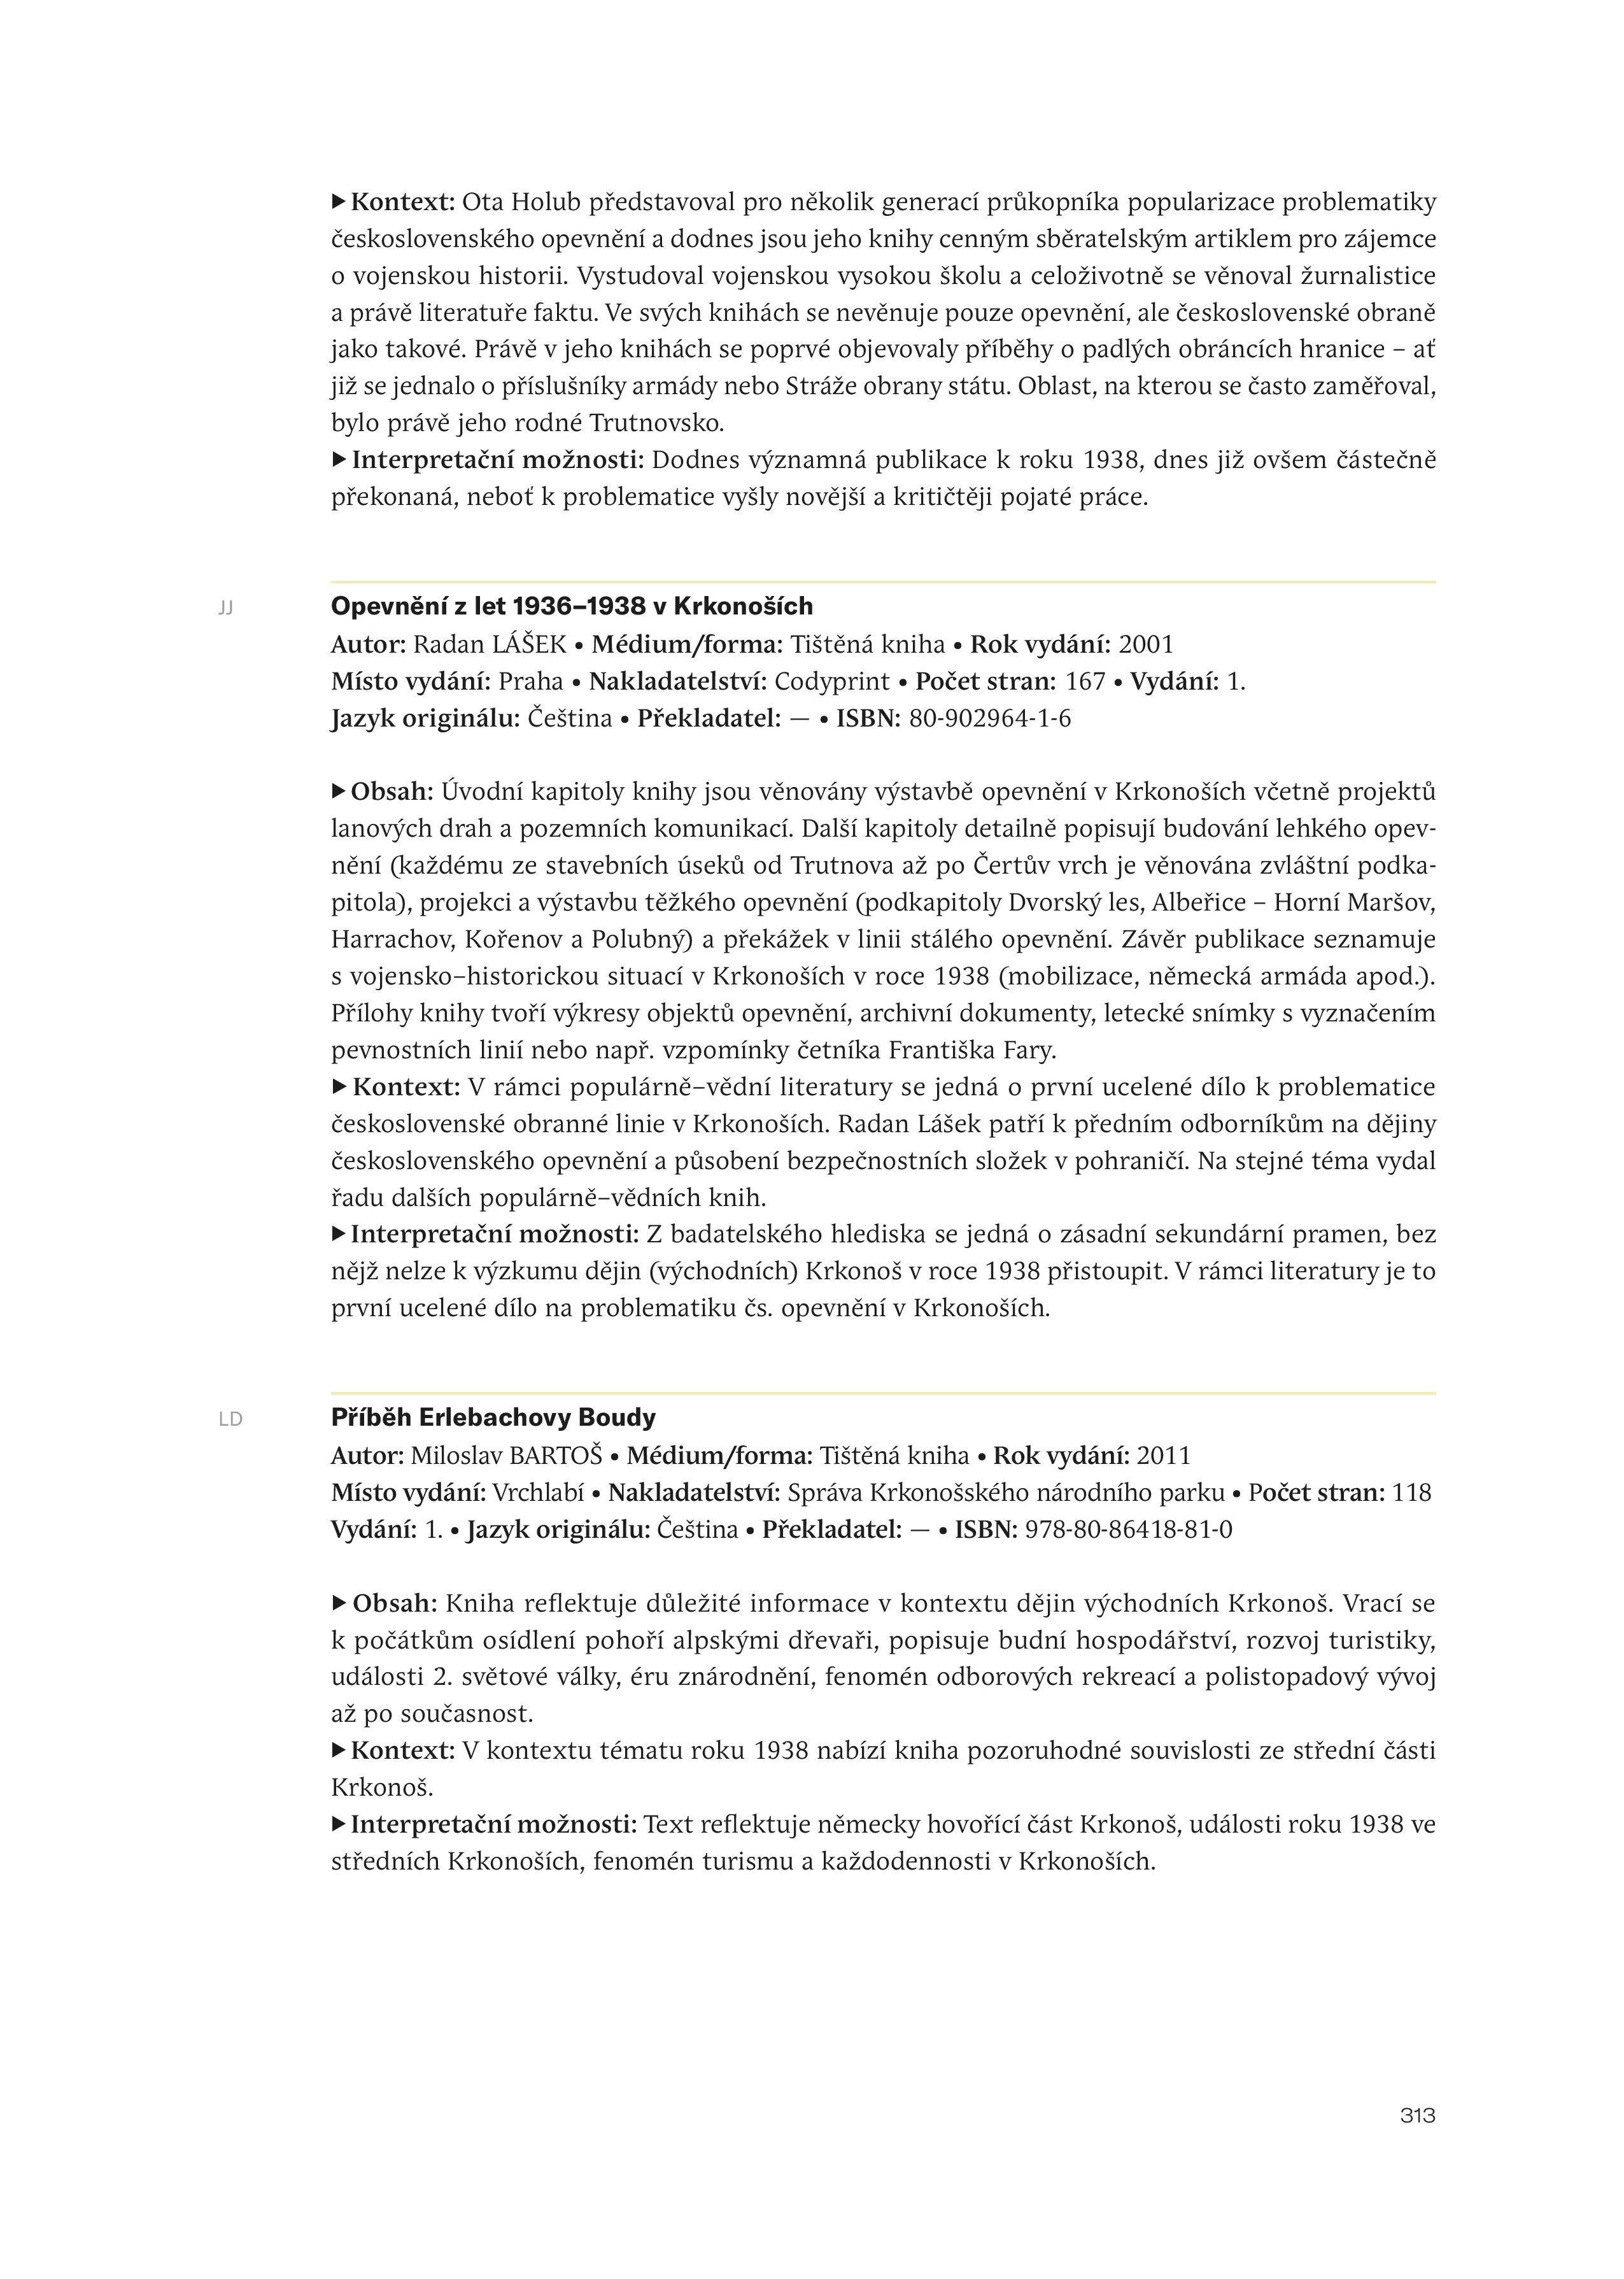 ▶ Kontext: Ota Holub představoval pro několik generací průkopníka popularizace problematiky
československého opevnění a dodnes jsou jeho knihy cenným sběratelským artiklem pro zájemce
o vojenskou historii. Vystudoval vojenskou vysokou školu a celoživotně se věnoval žurnalistice
a právě literatuře faktu. Ve svých knihách se nevěnuje pouze opevnění, ale československé obraně
jako takové. Právě v jeho knihách se poprvé objevovaly příběhy o padlých obráncích hranice – ať
již se jednalo o příslušníky armády nebo Stráže obrany státu. Oblast, na kterou se často zaměřoval,
bylo právě jeho rodné Trutnovsko.
▶ Interpretační možnosti: Dodnes významná publikace k roku 1938, dnes již ovšem částečně
překonaná, neboť k problematice vyšly novější a kritičtěji pojaté práce.
JJ
Opevnění z let 1936–1938 v Krkonoších
Autor: Radan LÁŠEK • Médium/forma: Tištěná kniha • Rok vydání: 2001
Místo vydání: Praha • Nakladatelství: Codyprint • Počet stran: 167 • Vydání: 1.
Jazyk originálu: Čeština • Překladatel: — • ISBN: 80-902964-1-6
▶ Obsah: Úvodní kapitoly knihy jsou věnovány výstavbě opevnění v Krkonoších včetně projektů
lanových drah a pozemních komunikací. Další kapitoly detailně popisují budování lehkého opev-
nění (každému ze stavebních úseků od Trutnova až po Čertův vrch je věnována zvláštní podka-
pitola), projekci a výstavbu těžkého opevnění (podkapitoly Dvorský les, Albeřice – Horní Maršov,
Harrachov, Kořenov a Polubný) a překážek v linii stálého opevnění. Závěr publikace seznamuje
s vojensko–historickou situací v Krkonoších v roce 1938 (mobilizace, německá armáda apod.).
Přílohy knihy tvoří výkresy objektů opevnění, archivní dokumenty, letecké snímky s vyznačením
pevnostních linií nebo např. vzpomínky četníka Františka Fary.
▶ Kontext: V rámci populárně–vědní literatury se jedná o první ucelené dílo k problematice
československé obranné linie v Krkonoších. Radan Lášek patří k předním odborníkům na dějiny
československého opevnění a působení bezpečnostních složek v pohraničí. Na stejné téma vydal
řadu dalších populárně–vědních knih.
▶ Interpretační možnosti: Z badatelského hlediska se jedná o zásadní sekundární pramen, bez
nějž nelze k výzkumu dějin (východních) Krkonoš v roce 1938 přistoupit. V rámci literatury je to
první ucelené dílo na problematiku čs. opevnění v Krkonoších.
LD
Příběh Erlebachovy Boudy
Autor: Miloslav BARTOŠ • Médium/forma: Tištěná kniha • Rok vydání: 2011
Místo vydání: Vrchlabí • Nakladatelství: Správa Krkonošského národního parku • Počet stran: 118
Vydání: 1. • Jazyk originálu: Čeština • Překladatel: — • ISBN: 978-80-86418-81-0
▶ Obsah: Kniha reflektuje důležité informace v kontextu dějin východních Krkonoš. Vrací se
k počátkům osídlení pohoří alpskými dřevaři, popisuje budní hospodářství, rozvoj turistiky,
události 2. světové války, éru znárodnění, fenomén odborových rekreací a polistopadový vývoj
až po současnost.
▶ Kontext: V kontextu tématu roku 1938 nabízí kniha pozoruhodné souvislosti ze střední části
Krkonoš.
▶ Interpretační možnosti: Text reflektuje německy hovořící část Krkonoš, události roku 1938 ve
středních Krkonoších, fenomén turismu a každodennosti v Krkonoších.
313